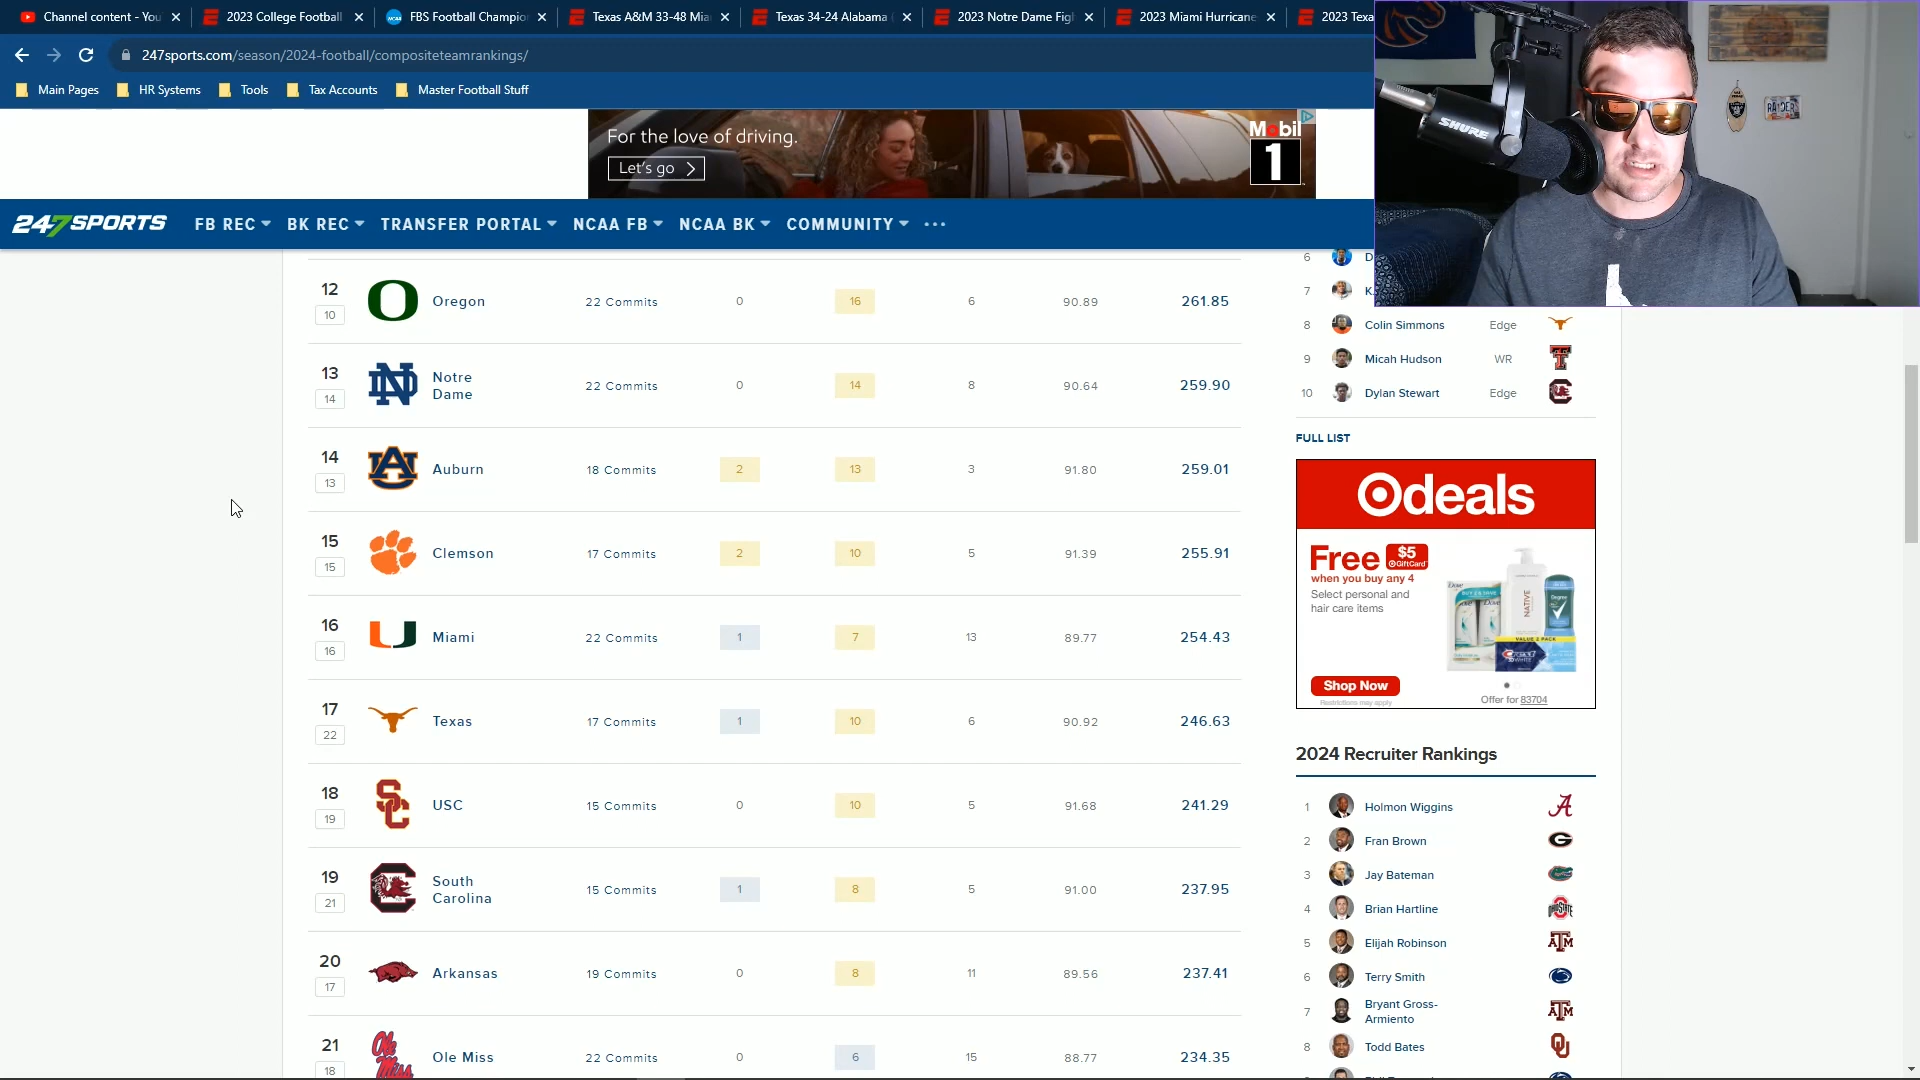 Channel content - You
2023 College Football
FBS Football Champio
Texas A&M 33-48 Mia
Texas 34-24 Alabama
2023 Notre Dame Figh
2023 Miami Hurricane
2023 Texa
247sports.com/season/2024-football/compositeteamrankings/
Main Pages
HR Systems
Tools
Tax Accounts
Master Football Stuff
For the love of driving.
Let's go >
Mobil
1
SHURE
RAIDER
247SPORTS
FB REC
BK REC
TRANSFER PORTAL
NCAA FB
NCAA BK
COMMUNITY
12 Oregon 22 Commits 0 16 6 90.89 261.85
10
13 Notre Dame 22 Commits 0 14 8 90.64 259.90
14
14 Auburn 18 Commits 2 13 3 91.80 259.01
13
15 Clemson 17 Commits 2 10 5 91.39 255.91
15
16 Miami 22 Commits 1 7 13 89.77 254.43
16
17 Texas 17 Commits 1 10 6 90.92 246.63
22
18 USC 15 Commits 0 10 5 91.68 241.29
19
19 South Carolina 15 Commits 1 8 5 91.00 237.95
21
20 Arkansas 19 Commits 0 8 11 89.56 237.41
17
21 Ole Miss 22 Commits 0 6 15 88.77 234.35
18
6 D
7 K
8 Colin Simmons Edge
9 Micah Hudson WR
10 Dylan Stewart Edge
FULL LIST
deals
Free $5 GiftCard
when you buy any 4
Select personal and
hair care items
Shop Now
Restrictions may apply
Offer for 83704
2024 Recruiter Rankings
1 Holmon Wiggins
2 Fran Brown
3 Jay Bateman
4 Brian Hartline
5 Elijah Robinson
6 Terry Smith
7 Bryant Gross-
Armiento
8 Todd Bates